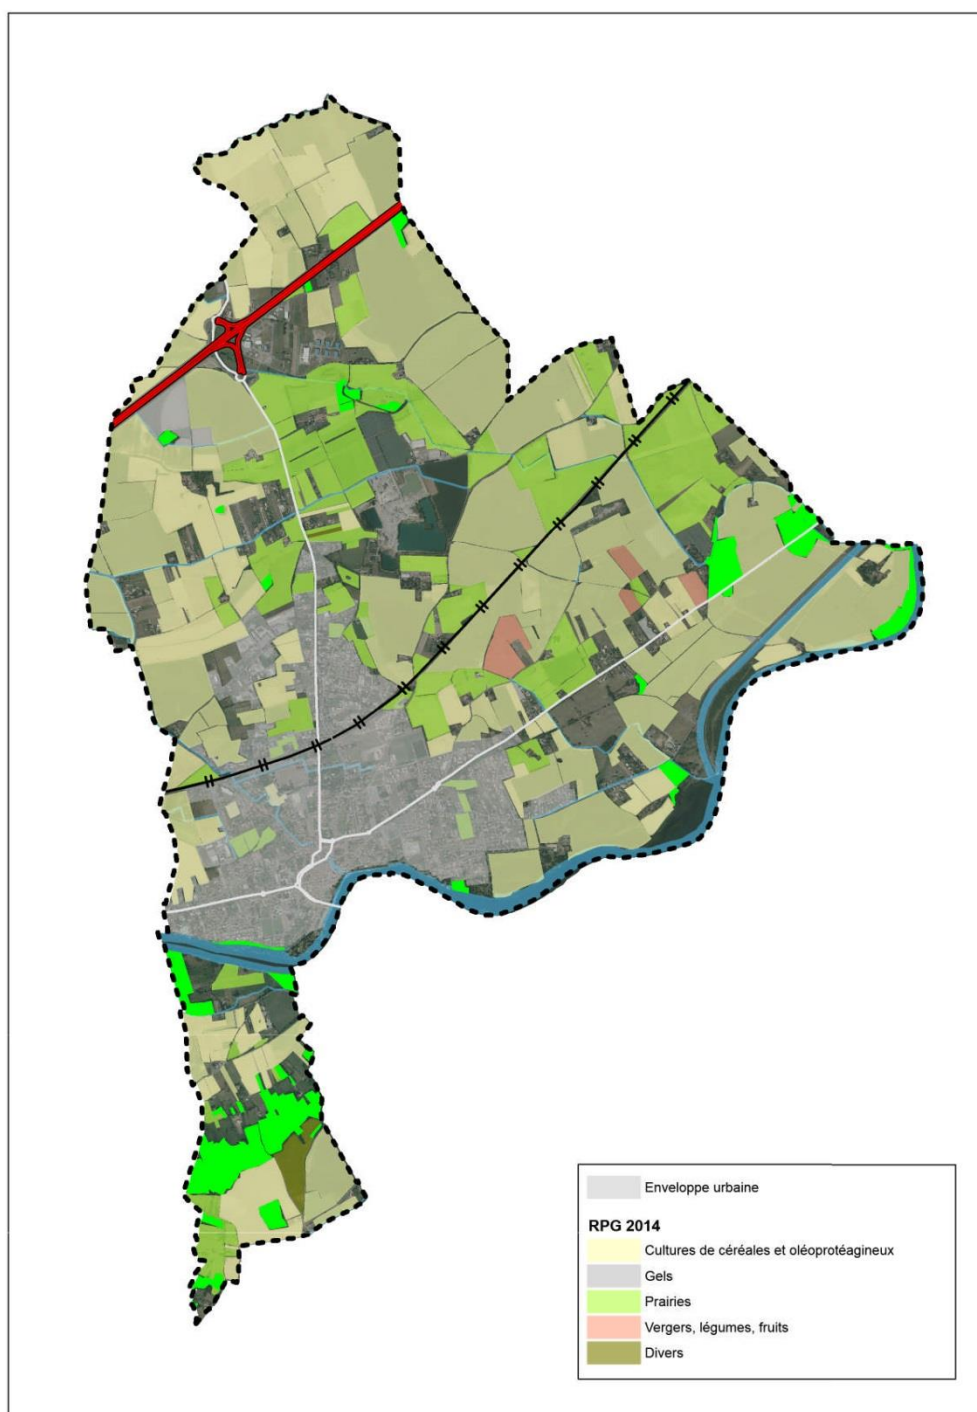 Enveloppe urbaine
RPG 2014
Cultures de céréales et oléoprotéagineux
Gels
Prairies
Vergers, légumes, fruits
Divers